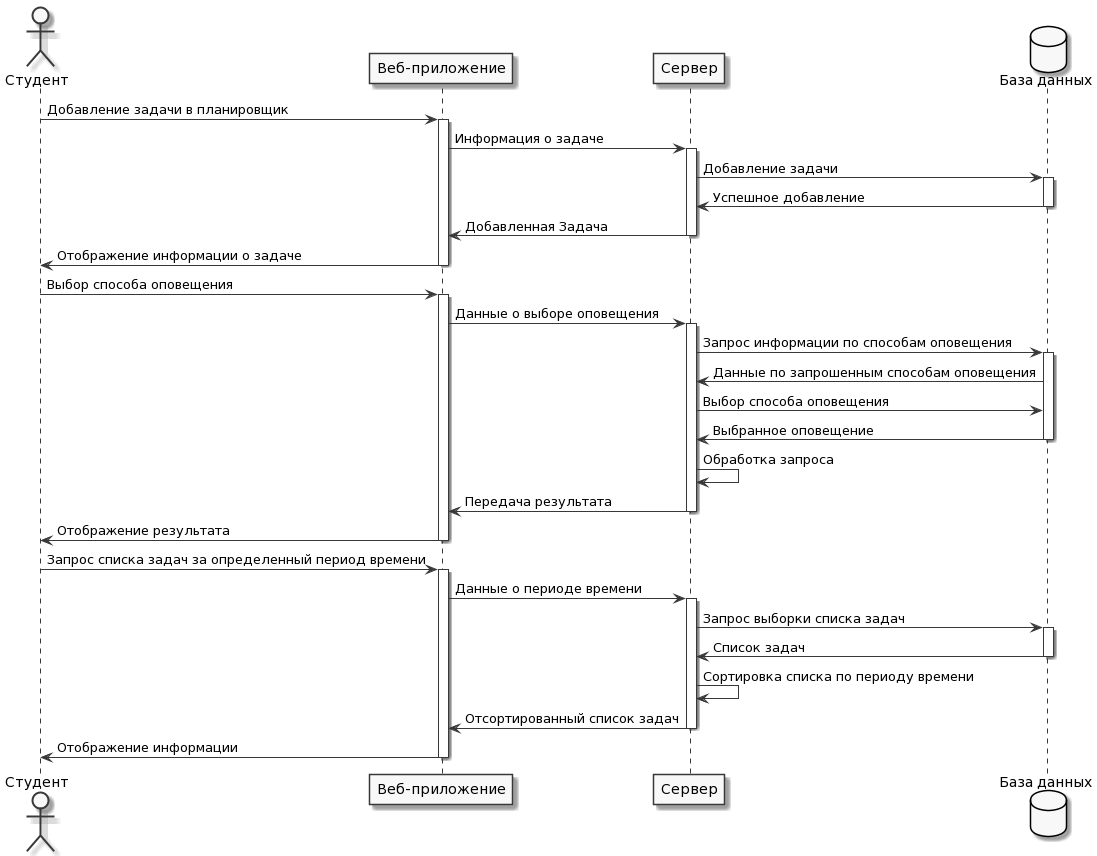 Студент
Веб-приложение
Сервер
База данных
Добавление задачи в планировщик
Информация о задаче
Добавление задачи
Успешное добавление
Добавленная Задача
Отображение информации о задаче
Выбор способа оповещения
Данные о выборе оповещения
Запрос информации по способам оповещения
Данные по запрошенным способам оповещения
Выбор способа оповещения
Выбранное оповещение
Обработка запроса
Передача результата
Отображение результата
Запрос списка задач за определенный период времени
Данные о периоде времени
Запрос выборки списка задач
Список задач
Сортировка списка по периоду времени
Отсортированный список задач
Отображение информации
Студент
Веб-приложение
Сервер
База данных